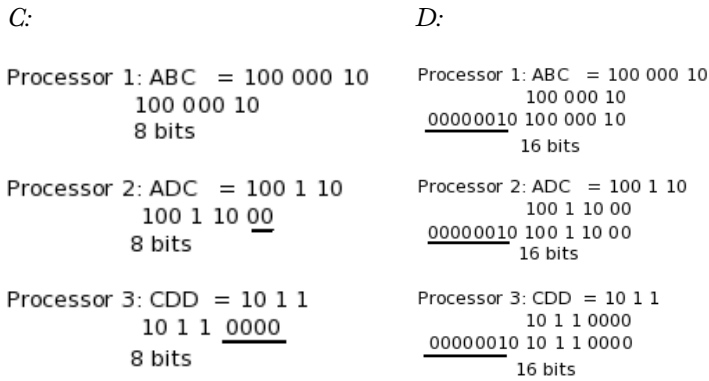 C:
Processor 1: ABC = 100 000 10
100 000 10
8 bits
Processor 2: ADC = 100 1 10
100 1 10 00
8 bits
Processor 3: CDD = 10 1 1
10 1 1 0000
8 bits
D:
Processor 1: ABC = 100 000 10
100 000 10
00000010 100 000 10
16 bits
Processor 2: ADC = 100 1 10
100 1 10 00
00000010 100 1 10 00
16 bits
Processor 3: CDD = 10 1 1
10 1 1 0000
00000010 10 1 1 0000
16 bits